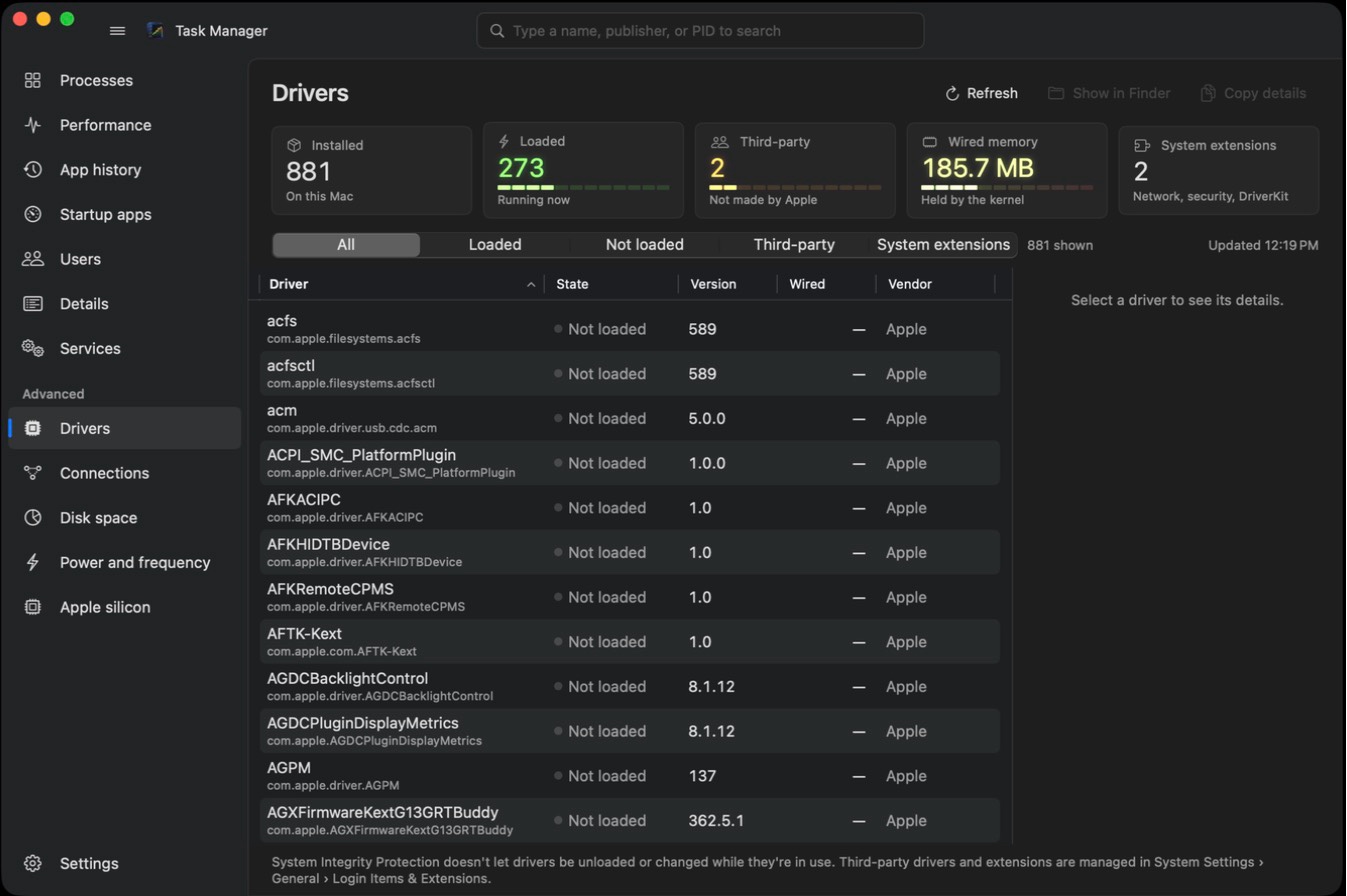 Task Manager
Type a name, publisher, or PID to search
Processes
Performance
App history
Startup apps
Users
Details
Services
Advanced
Drivers
Connections
Disk space
Power and frequency
Apple silicon
Settings
Drivers
Refresh
Show in Finder
Copy details
Installed
881
On this Mac
Loaded
273
Running now
Third-party
2
Not made by Apple
Wired memory
185.7 MB
Held by the kernel
System extensions
2
Network, security, DriverKit
All Loaded Not loaded Third-party System extensions 881 shown Updated 12:19 PM
Driver State Version Wired Vendor
Select a driver to see its details.
acfs
com.apple.filesystems.acfs
Not loaded 589 — Apple
acfsctl
com.apple.filesystems.acfsctl
Not loaded 589 — Apple
acm
com.apple.driver.usb.cdc.acm
Not loaded 5.0.0 — Apple
ACPI_SMC_PlatformPlugin
com.apple.driver.ACPI_SMC_PlatformPlugin
Not loaded 1.0.0 — Apple
AFKACIPC
com.apple.driver.AFKACIPC
Not loaded 1.0 — Apple
AFKHIDTBDevice
com.apple.driver.AFKHIDTBDevice
Not loaded 1.0 — Apple
AFKRemoteCPMS
com.apple.driver.AFKRemoteCPMS
Not loaded 1.0 — Apple
AFTK-Kext
com.apple.com.AFTK-Kext
Not loaded 1.0 — Apple
AGDCBacklightControl
com.apple.driver.AGDCBacklightControl
Not loaded 8.1.12 — Apple
AGDCPluginDisplayMetrics
com.apple.AGDCPluginDisplayMetrics
Not loaded 8.1.12 — Apple
AGPM
com.apple.driver.AGPM
Not loaded 137 — Apple
AGXFirmwareKextG13GRTBuddy
com.apple.AGXFirmwareKextG13GRTBuddy
Not loaded 362.5.1 — Apple
System Integrity Protection doesn't let drivers be unloaded or changed while they're in use. Third-party drivers and extensions are managed in System Settings ›
General › Login Items & Extensions.